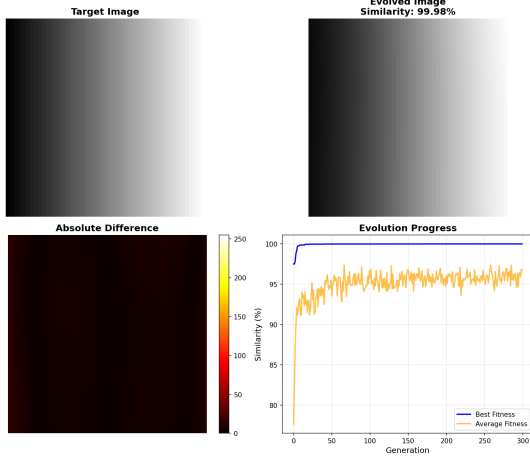 Target Image
Evolved Image
Similarity: 99.98%
Absolute Difference
250
200
150
100
50
0
Evolution Progress
Similarity (%)
100
95
90
85
80
0 50 100 150 200 250 300
Generation
Best Fitness
Average Fitness